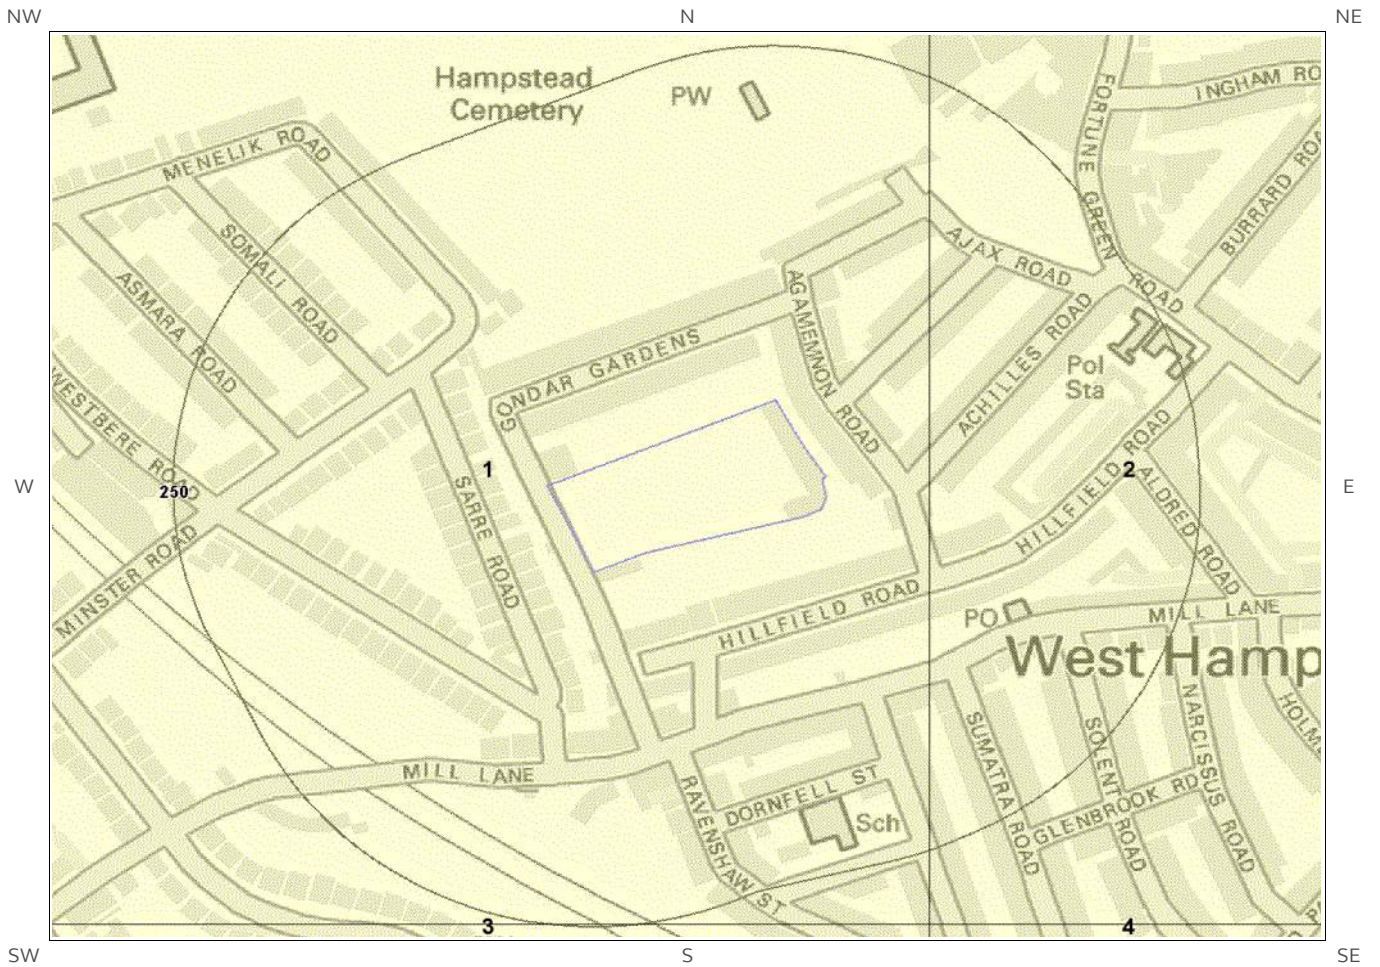 NW
N
NE
Hampstead
Cemetery
PW
FORTUNE GREEN ROAD
INGHAM RO
MENELIK ROAD
BURRARD ROA
SOMALI ROAD
AJAX ROAD
ASMARA ROAD
AGAMEMNON ROAD
GONDAR GARDENS
ACHILLES ROAD
Pol
Sta
WESTBERE ROAD
W
250
1
2
E
SARRE ROAD
HILLFIELD ROAD
ALDRED ROAD
MINSTER ROAD
HILLFIELD ROAD
PO
MILL LANE
West Hamp
MILL LANE
RAVENSHAW ST
DORNFELL ST
Sch
SUMATRA ROAD
SOLENT ROAD
NARCISSUS ROAD
HOLM
GLENBROOK RD
3
4
SW
S
SE